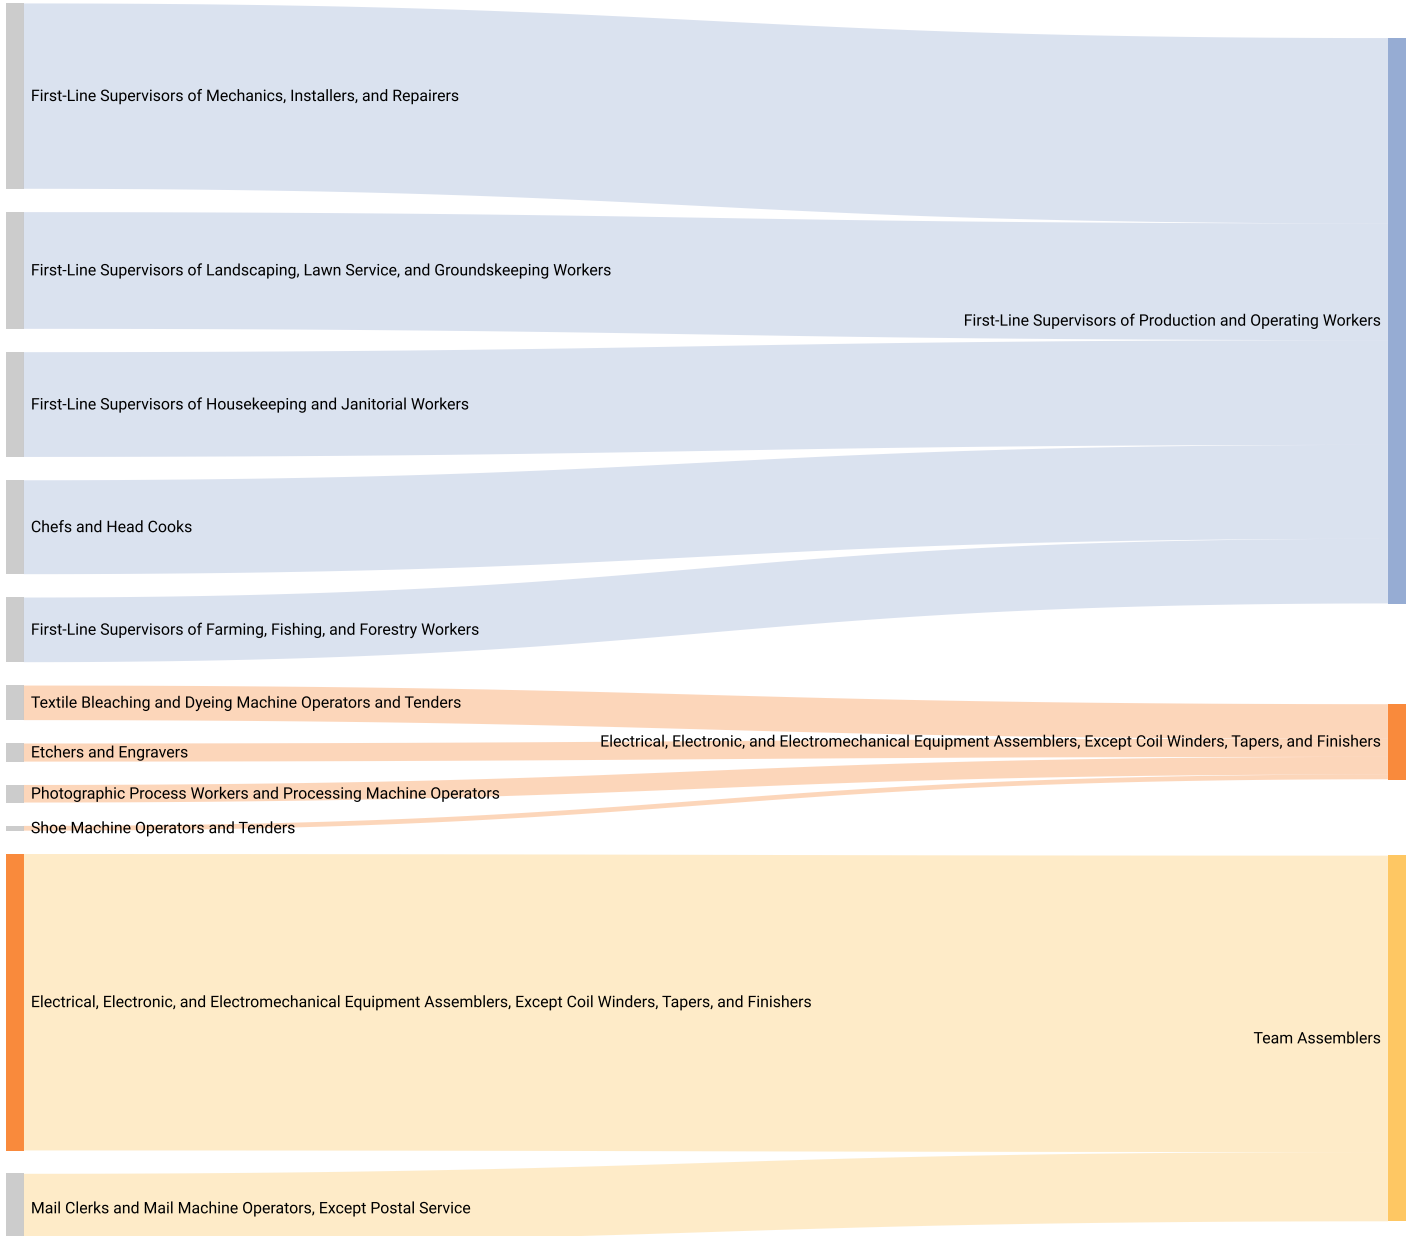 First-Line Supervisors of Mechanics, Installers, and Repairers
First-Line Supervisors of Landscaping, Lawn Service, and Groundskeeping Workers
First-Line Supervisors of Production and Operating Workers
First-Line Supervisors of Housekeeping and Janitorial Workers
Chefs and Head Cooks
First-Line Supervisors of Farming, Fishing, and Forestry Workers
Textile Bleaching and Dyeing Machine Operators and Tenders
Electrical, Electronic, and Electromechanical Equipment Assemblers, Except Coil Winders, Tapers, and Finishers
Etchers and Engravers
Photographic Process Workers and Processing Machine Operators
Shoe Machine Operators and Tenders
Electrical, Electronic, and Electromechanical Equipment Assemblers, Except Coil Winders, Tapers, and Finishers
Team Assemblers
Mail Clerks and Mail Machine Operators, Except Postal Service